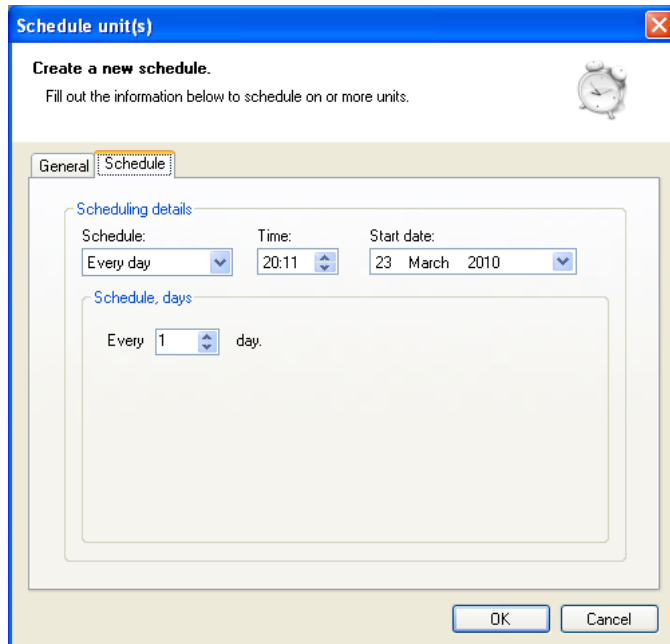 Schedule unit(s)
Create a new schedule.
Fill out the information below to schedule on or more units.
General Schedule
Scheduling details
Schedule: Time: Start date:
Every day 20:11 23 March 2010
Schedule, days
Every 1 day.
OK Cancel